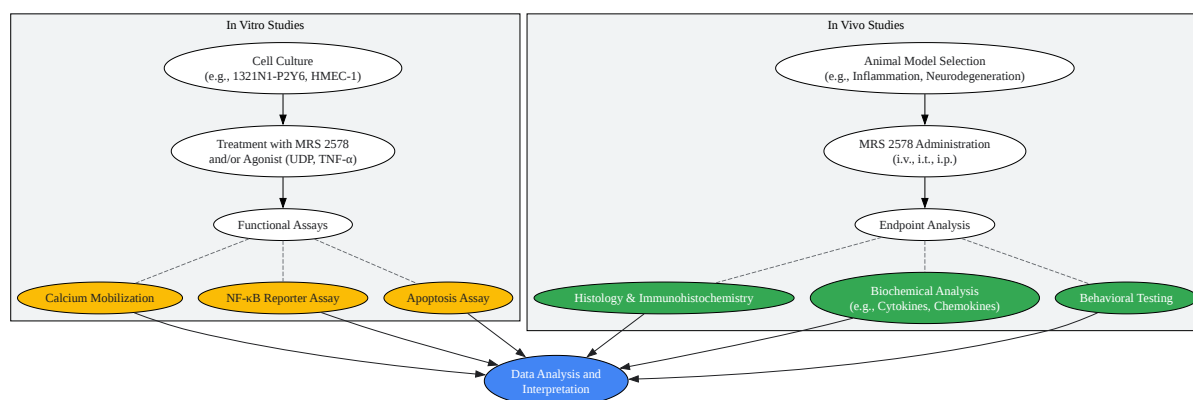 In Vitro Studies
Cell Culture
(e.g., 1321N1-P2Y6, HMEC-1)
Treatment with MRS 2578
and/or Agonist (UDP, TNF-α)
Functional Assays
Calcium Mobilization
NF-κB Reporter Assay
Apoptosis Assay
In Vivo Studies
Animal Model Selection
(e.g., Inflammation, Neurodegeneration)
MRS 2578 Administration
(i.v., i.t., i.p.)
Endpoint Analysis
Histology & Immunohistochemistry
Biochemical Analysis
(e.g., Cytokines, Chemokines)
Behavioral Testing
Data Analysis and
Interpretation